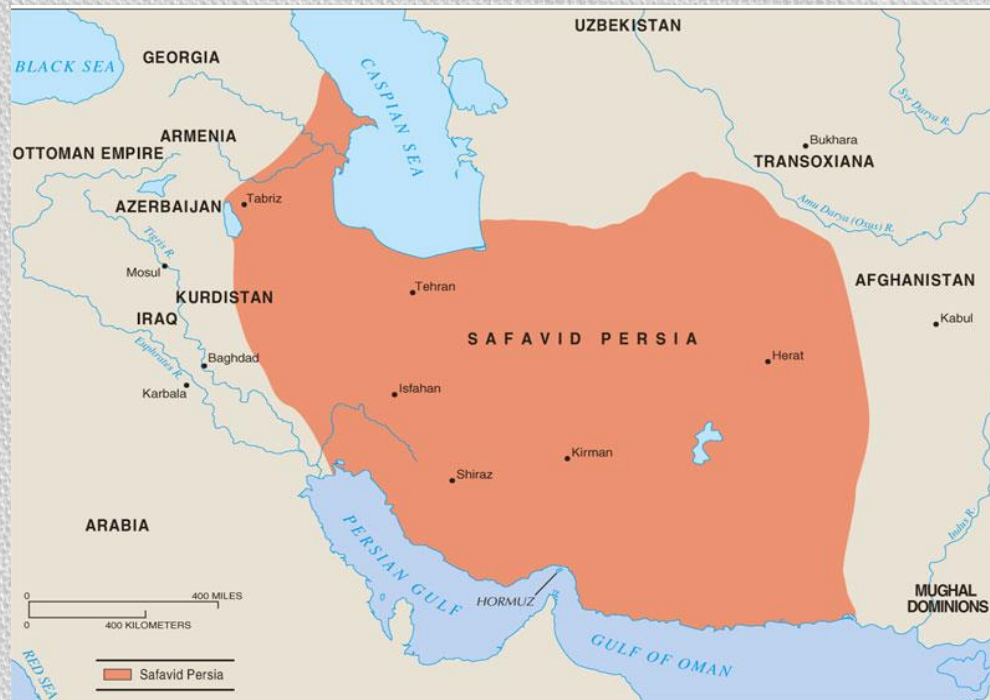 UZBEKISTAN
BLACK SEA
GEORGIA
CASPIAN SEA
Syr Darya R.
ARMENIA
Bukhara
OTTOMAN EMPIRE
TRANSOXIANA
AZERBAIJAN
Tabriz
Amu Darya (Oxus) R.
Tigris R.
Mosul
AFGHANISTAN
Tehran
KURDISTAN
IRAQ
Kabul
SAFAVID PERSIA
Euphrates R.
Baghdad
Herat
Karbala
Isfahan
Kirman
Shiraz
ARABIA
Indus R.
PERSIAN GULF
0 400 MILES
HORMUZ
MUGHAL
DOMINIONS
0 400 KILOMETERS
GULF OF OMAN
RED SEA
Safavid Persia